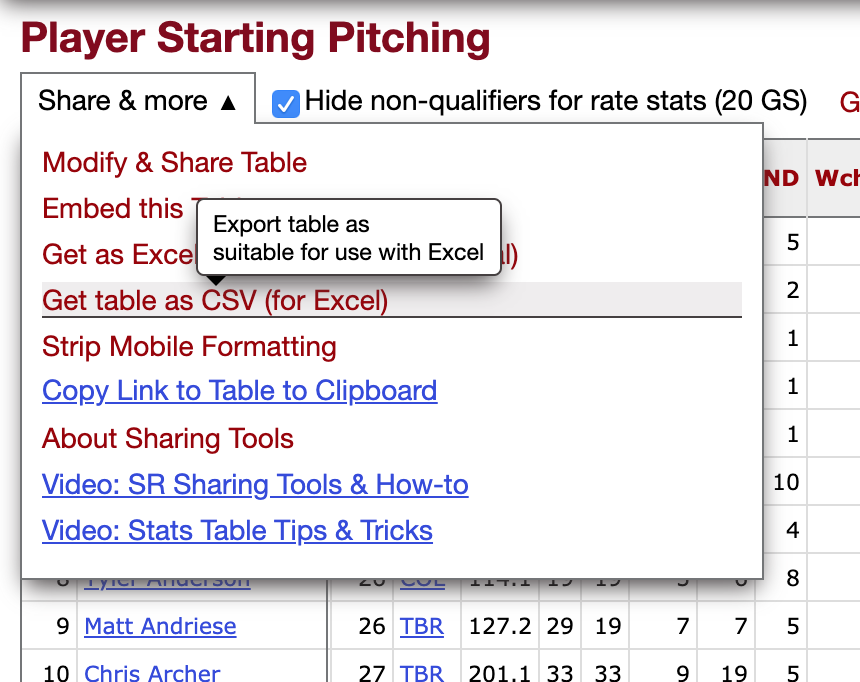 Player Starting Pitching
Share & more ▲
Hide non-qualifiers for rate stats (20 GS)
G
Modify & Share Table
Embed this
Export table as
suitable for use with Excel
Get as Excel
Get table as CSV (for Excel)
Strip Mobile Formatting
Copy Link to Table to Clipboard
About Sharing Tools
Video: SR Sharing Tools & How-to
Video: Stats Table Tips & Tricks
ND
5
2
1
1
1
10
4
8 Tyler Anderson 26 COL 114.1 19 19 5 6 8
9 Matt Andriese 26 TBR 127.2 29 19 7 7 5
10 Chris Archer 27 TBR 201.1 33 33 9 19 5